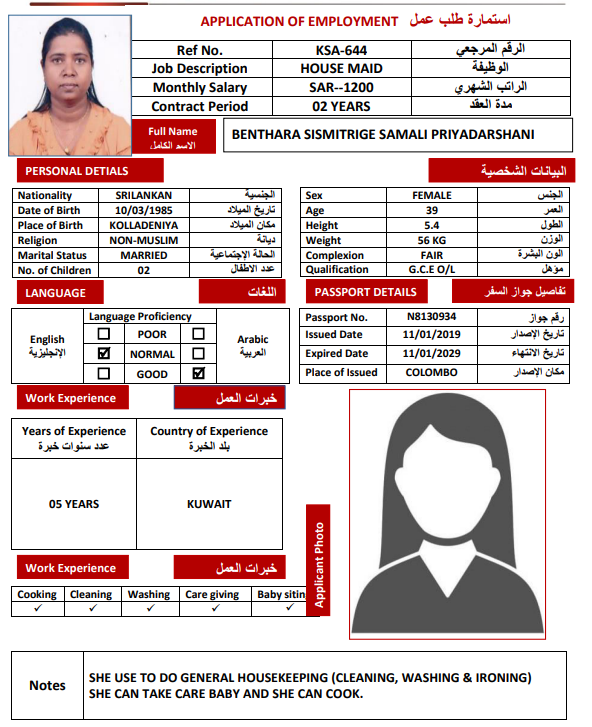 APPLICATION OF EMPLOYMENT استمارة طلب عمل
Ref No. KSA-644 الرقم المرجعي
Job Description HOUSE MAID الوظيفة
Monthly Salary SAR--1200 الراتب الشهري
Contract Period 02 YEARS مدة العقد
Full Name الاسم الكامل BENTHARA SISMITRIGE SAMALI PRIYADARSHANI
PERSONAL DETIALS البيانات الشخصية
Nationality SRILANKAN الجنسية
Date of Birth 10/03/1985 تاريخ الميلاد
Place of Birth KOLLADENIYA مكان الميلاد
Religion NON-MUSLIM ديانة
Marital Status MARRIED الحالة الإجتماعية
No. of Children 02 عدد الاطفال
Sex FEMALE الجنس
Age 39 العمر
Height 5.4 الطول
Weight 56 KG الوزن
Complexion FAIR الون البشرة
Qualification G.C.E O/L مؤهل
LANGUAGE اللغات
Language Proficiency
English الإنجليزية
POOR
NORMAL
GOOD
Arabic العربية
PASSPORT DETAILS تفاصيل جواز السفر
Passport No. N8130934 رقم جواز
Issued Date 11/01/2019 تاريخ الإصدار
Expired Date 11/01/2029 تاريخ الانتهاء
Place of Issued COLOMBO مكان الإصدار
Work Experience خبرات العمل
Years of Experience Country of Experience
عدد سنوات خبرة بلد الخبرة
05 YEARS KUWAIT
Work Experience خبرات العمل
Cooking Cleaning Washing Care giving Baby sitin
✓ ✓ ✓ ✓ ✓
Applicant Photo
Notes
SHE USE TO DO GENERAL HOUSEKEEPING (CLEANING, WASHING & IRONING)
SHE CAN TAKE CARE BABY AND SHE CAN COOK.